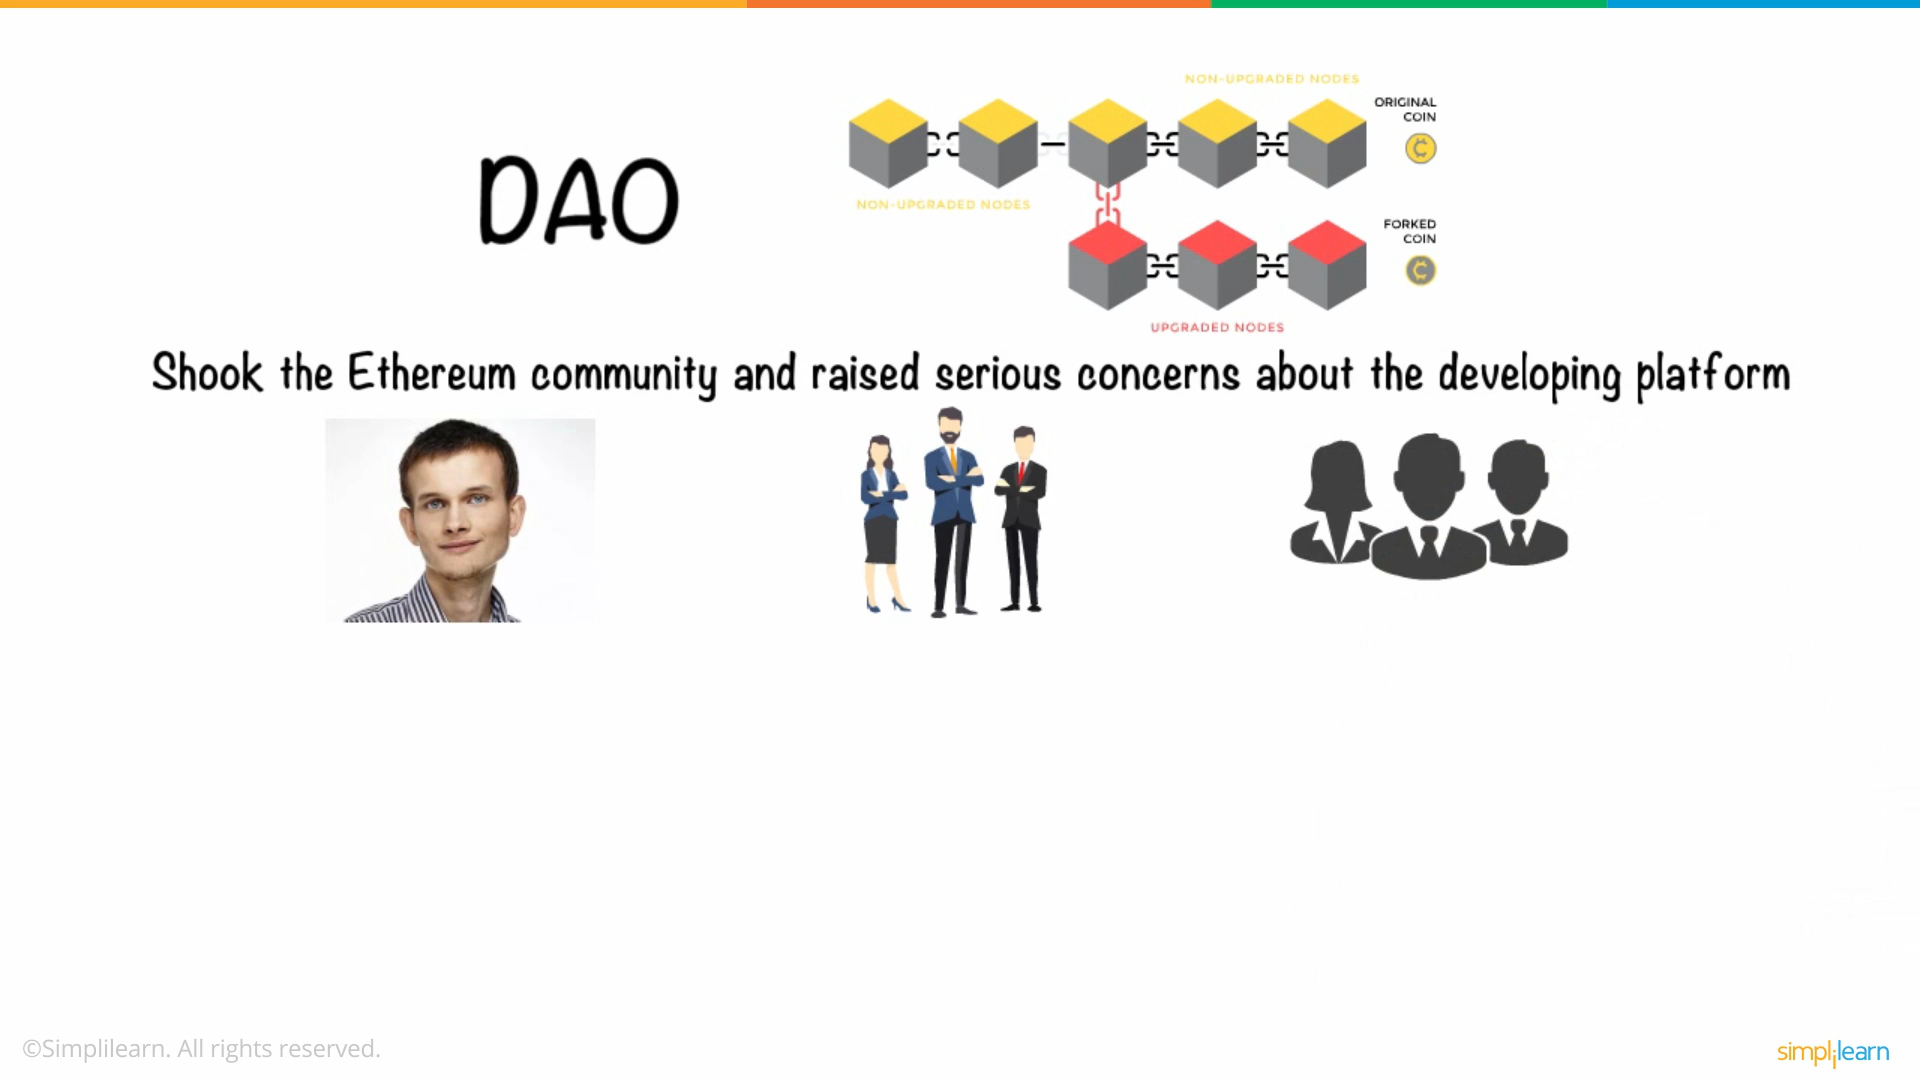 NON-UPGRADED NODES
ORIGINAL
COIN
DAO
NON-UPGRADED NODES
FORKED
COIN
UPGRADED NODES
Shook the Ethereum community and raised serious concerns about the developing platform
©Simplilearn. All rights reserved.
simplilearn